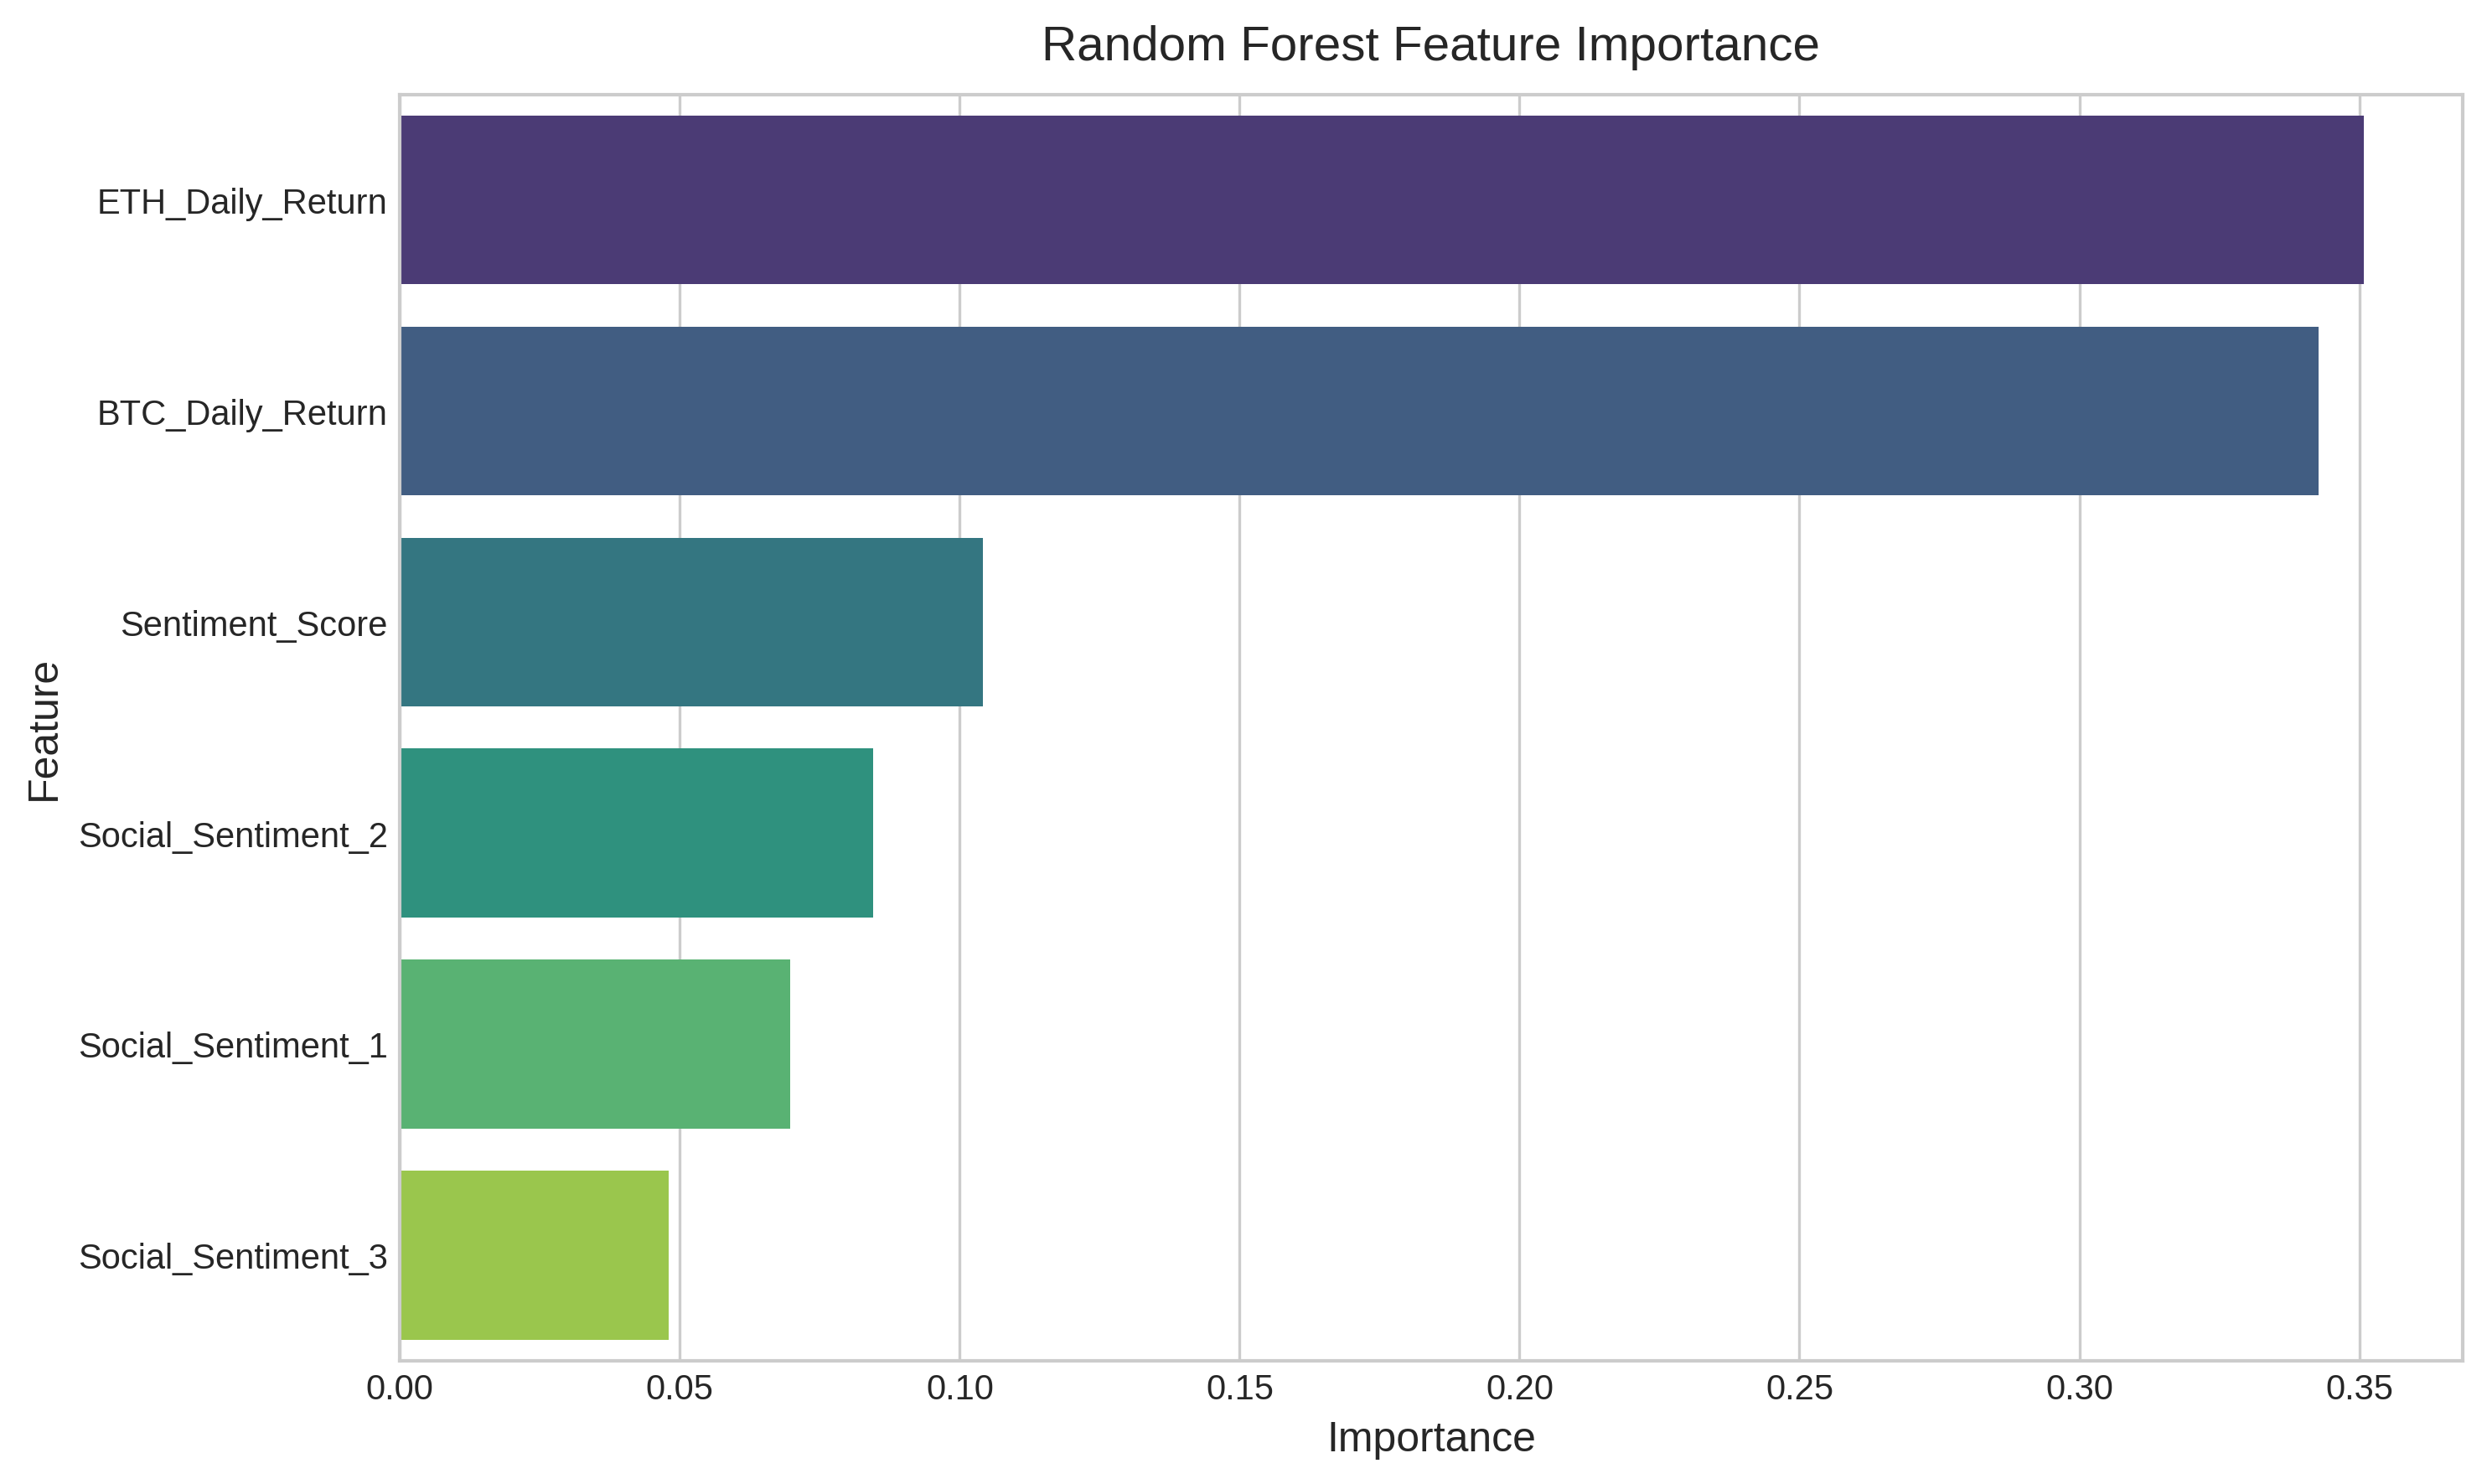 Random Forest Feature Importance
ETH_Daily_Return
BTC_Daily_Return
Sentiment_Score
Social_Sentiment_2
Social_Sentiment_1
Social_Sentiment_3
Feature
0.00 0.05 0.10 0.15 0.20 0.25 0.30 0.35
Importance